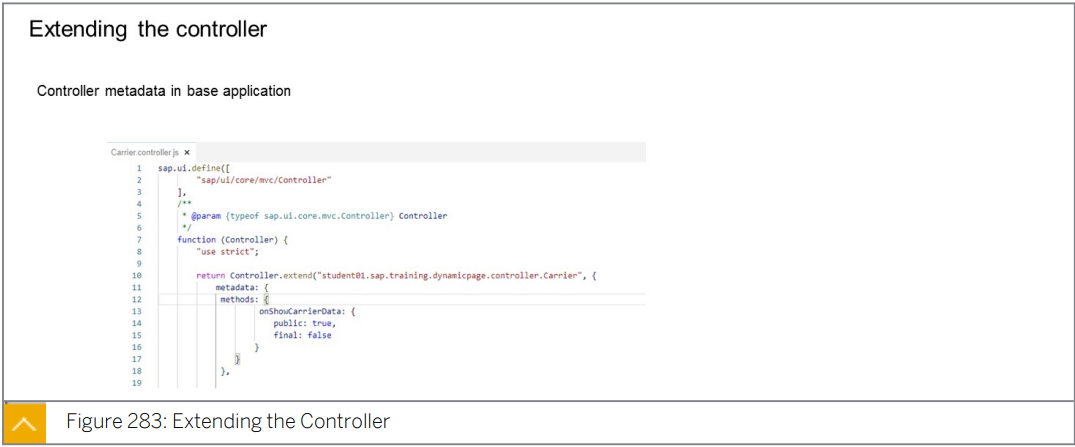 Extending the controller
Controller metadata in base application
Carrier.controller.js ×
1 sap.ui.define([
2 "sap/ui/core/mvc/Controller"
3 ],
4 /**
5 * @param {typeof sap.ui.core.mvc.Controller} Controller
6 */
7 function (Controller) {
8 "use strict";
9
10 return Controller.extend("student01.sap.training.dynamicpage.controller.Carrier", {
11 metadata: {
12 methods: {
13 onShowCarrierData: {
14 public: true,
15 final: false
16 }
17 }
18 },
19
Figure 283: Extending the Controller